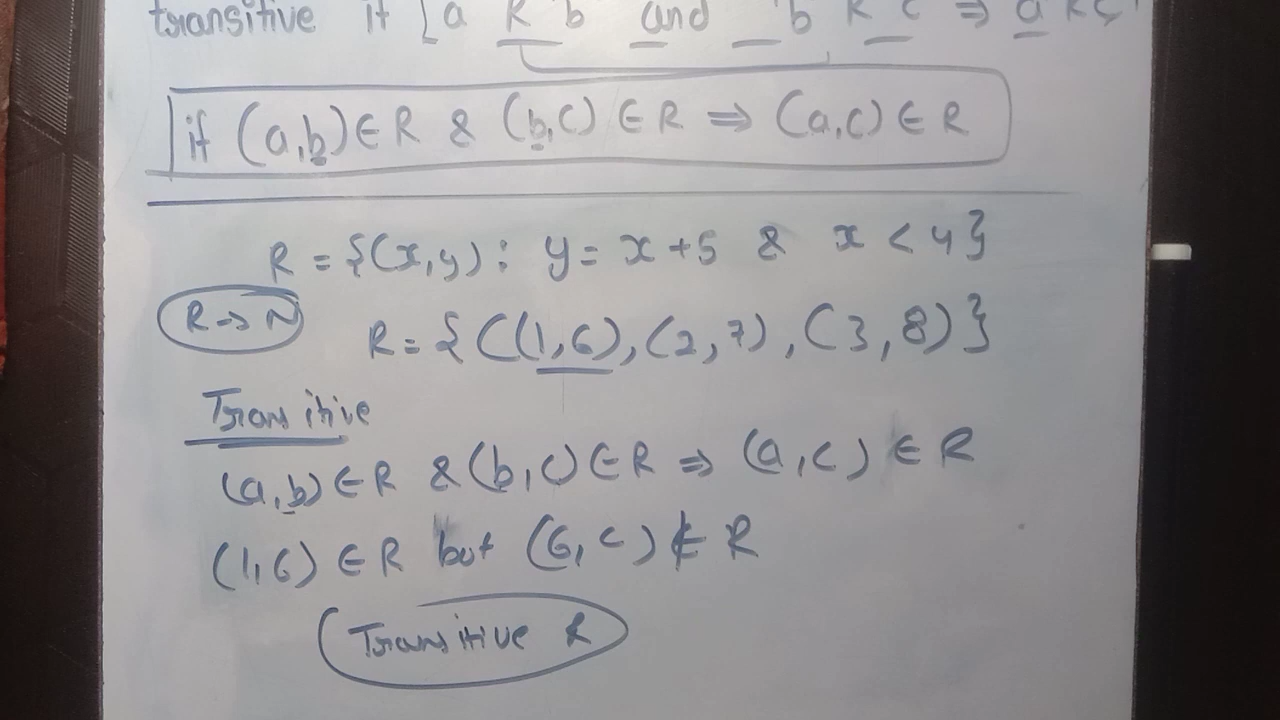 transitive if [a R b and b R c ⇒ a R c
if (a,b) ∈ R & (b,c) ∈ R ⇒ (a,c) ∈ R
R = {(x,y) : y = x + 5 & x < 4}
R → N
R = {((1,6), (2,7), (3,8)}
Transitive
(a,b) ∈ R & (b,c) ∈ R ⇒ (a,c) ∈ R
(1,6) ∈ R but (6,c) ∉ R
Transitive R